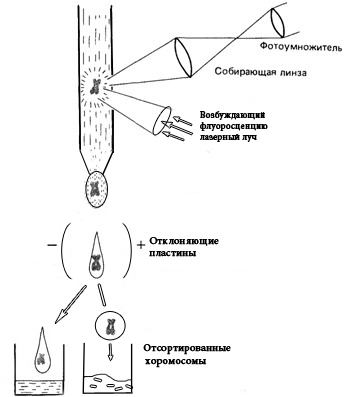 Фотоумножитель
Собирающая линза
Возбуждающий
флуоросценцию
лазерный луч
− +
Отклоняющие
пластины
Отсортированные
хоромосомы